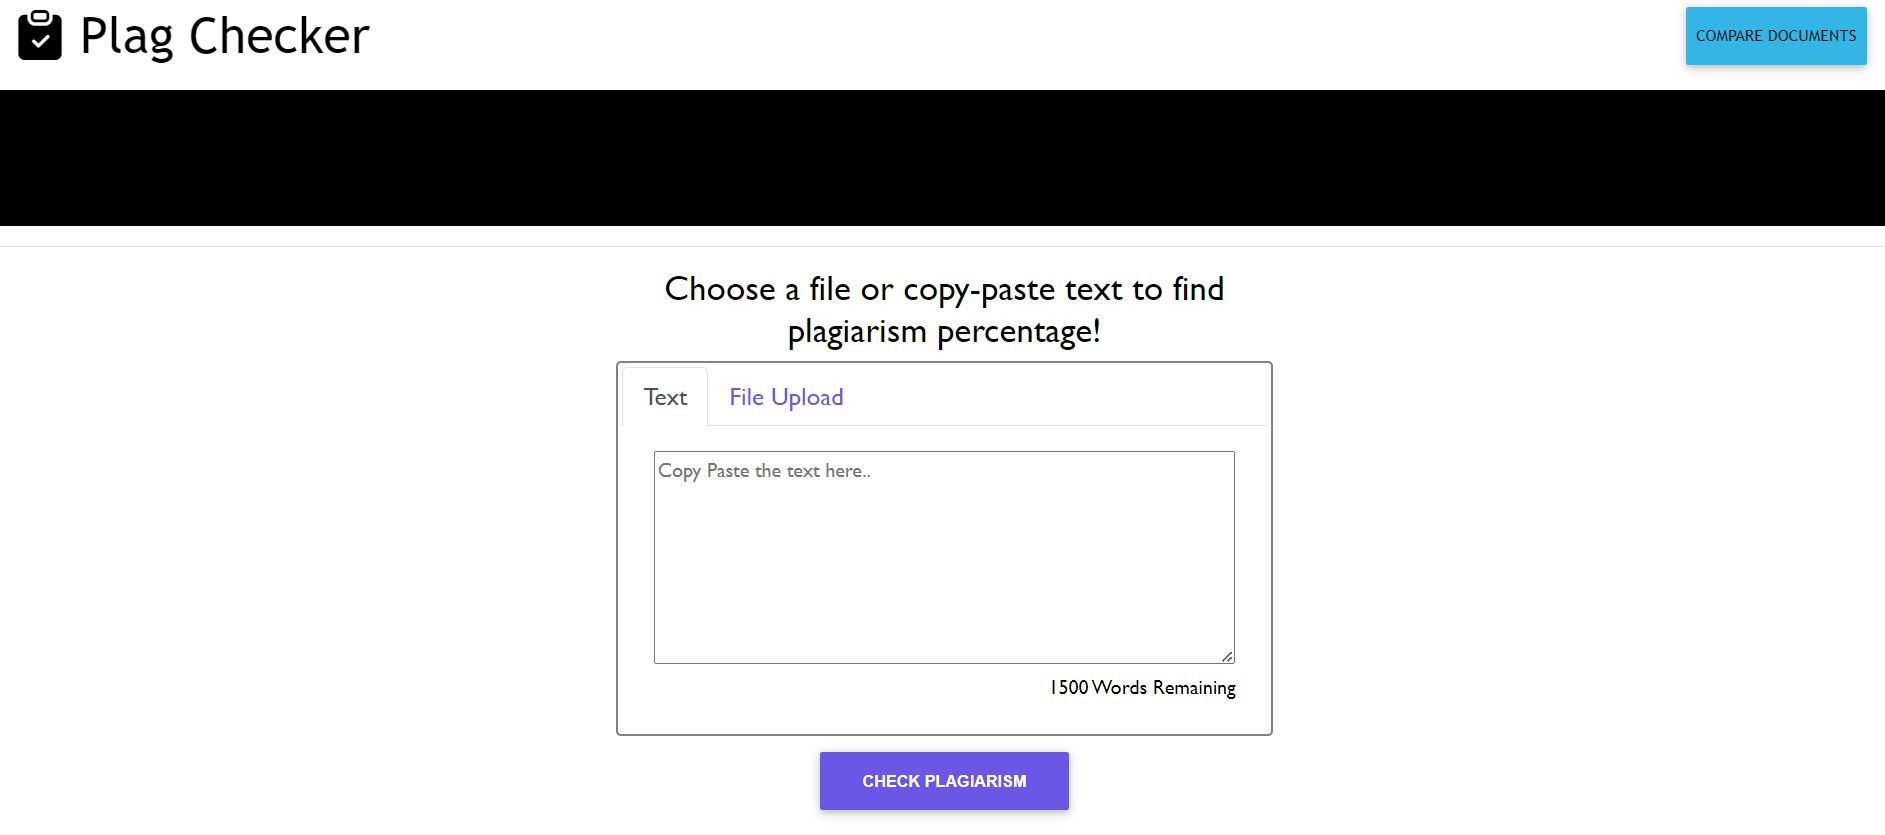 Plag Checker
COMPARE DOCUMENTS
Choose a file or copy-paste text to find
plagiarism percentage!
Text
File Upload
Copy Paste the text here..
1500 Words Remaining
CHECK PLAGIARISM